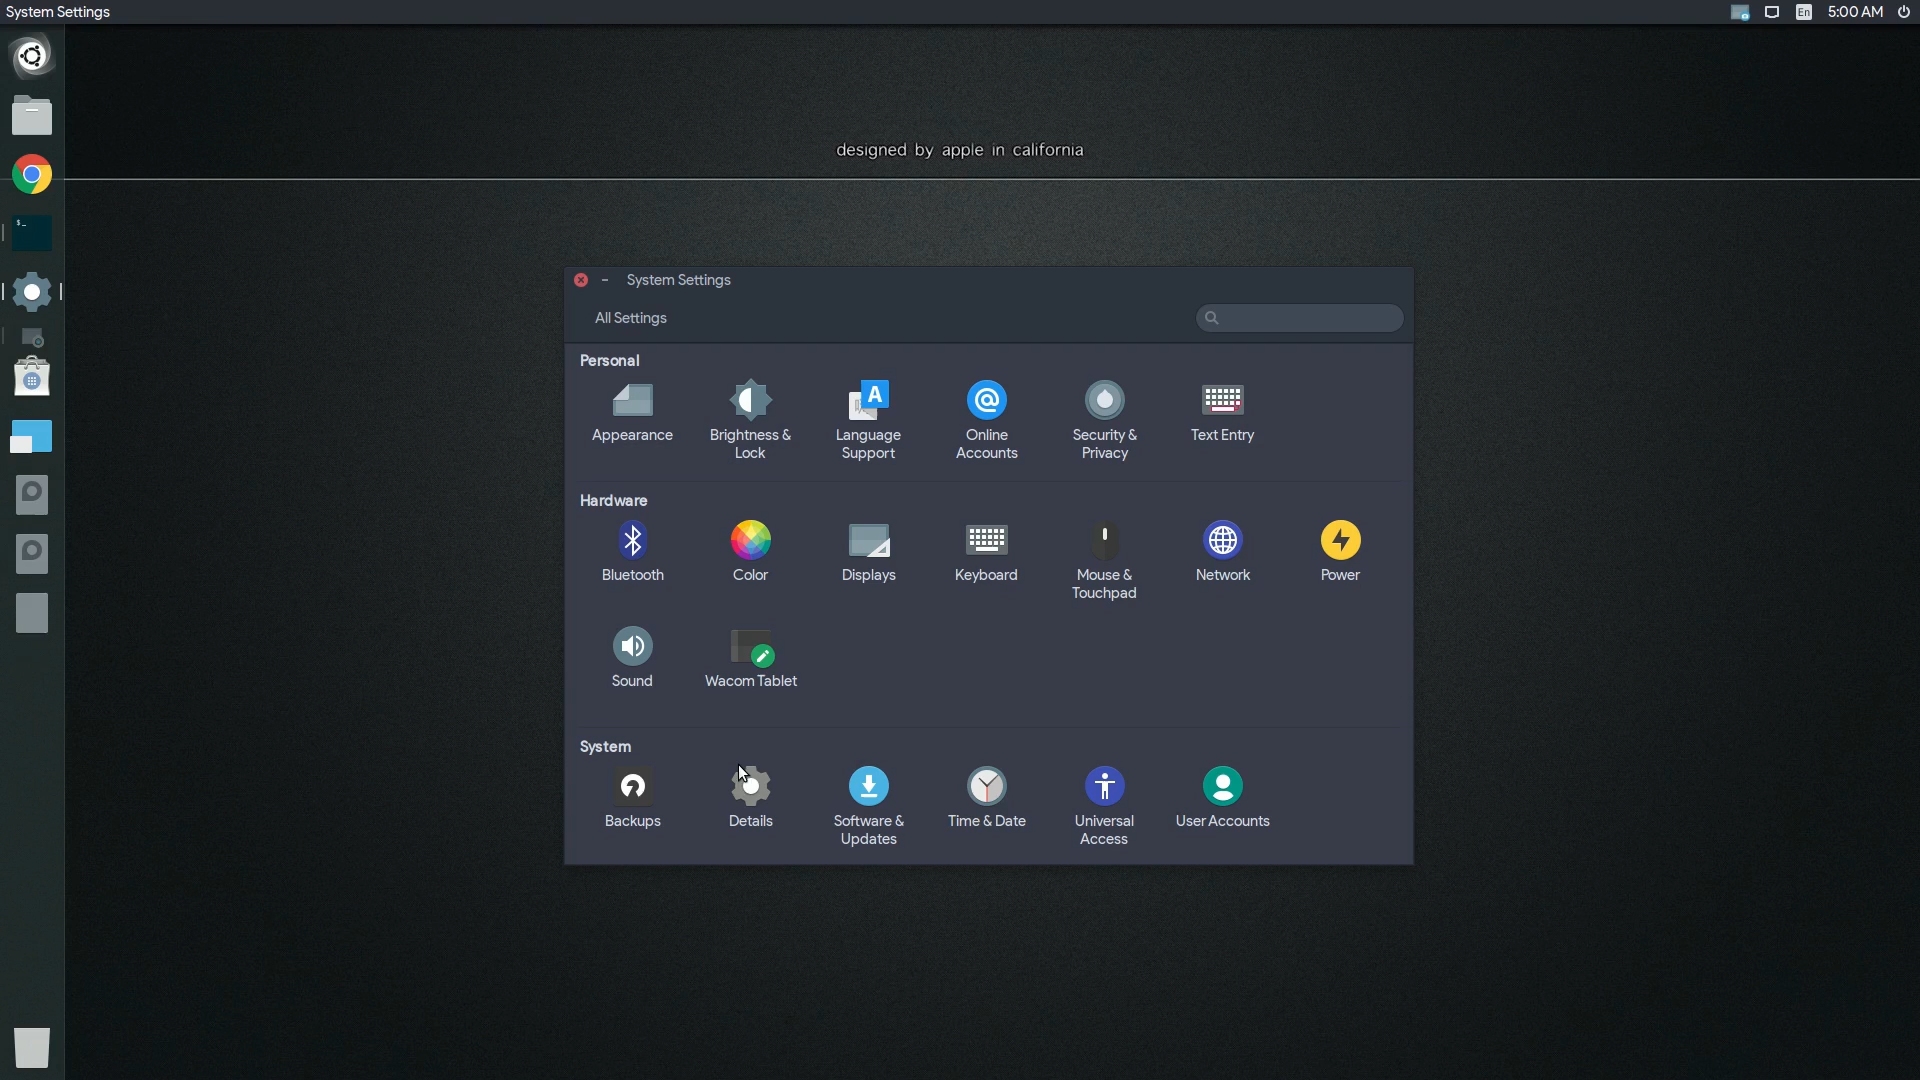 System Settings
En
5:00 AM
$_
designed by apple in california
System Settings
All Settings
Personal
Appearance
Brightness &
Lock
Language
Support
Online
Accounts
Security &
Privacy
Text Entry
Hardware
Bluetooth
Color
Displays
Keyboard
Mouse &
Touchpad
Network
Power
Sound
Wacom Tablet
System
Backups
Details
Software &
Updates
Time & Date
Universal
Access
User Accounts